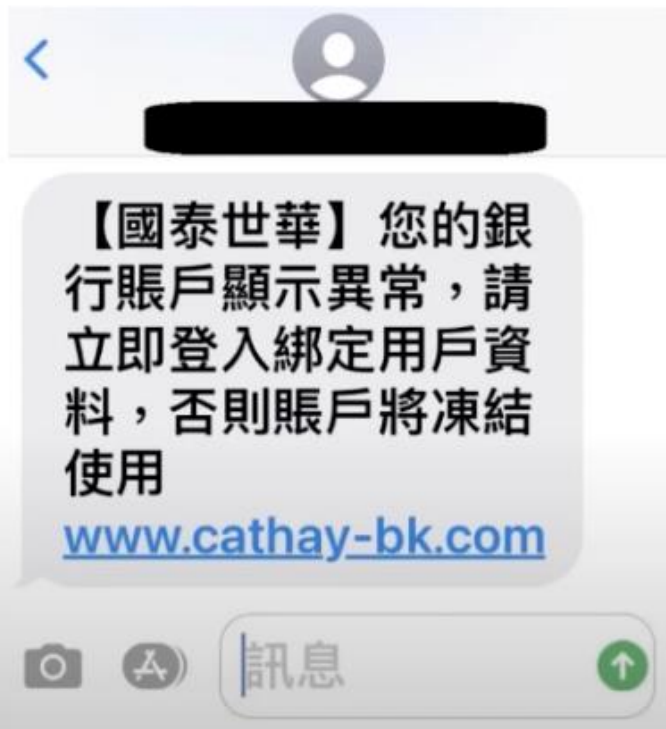 【國泰世華】您的銀
行賬戶顯示異常，請
立即登入綁定用戶資
料，否則賬戶將凍結
使用
www.cathay-bk.com
訊息